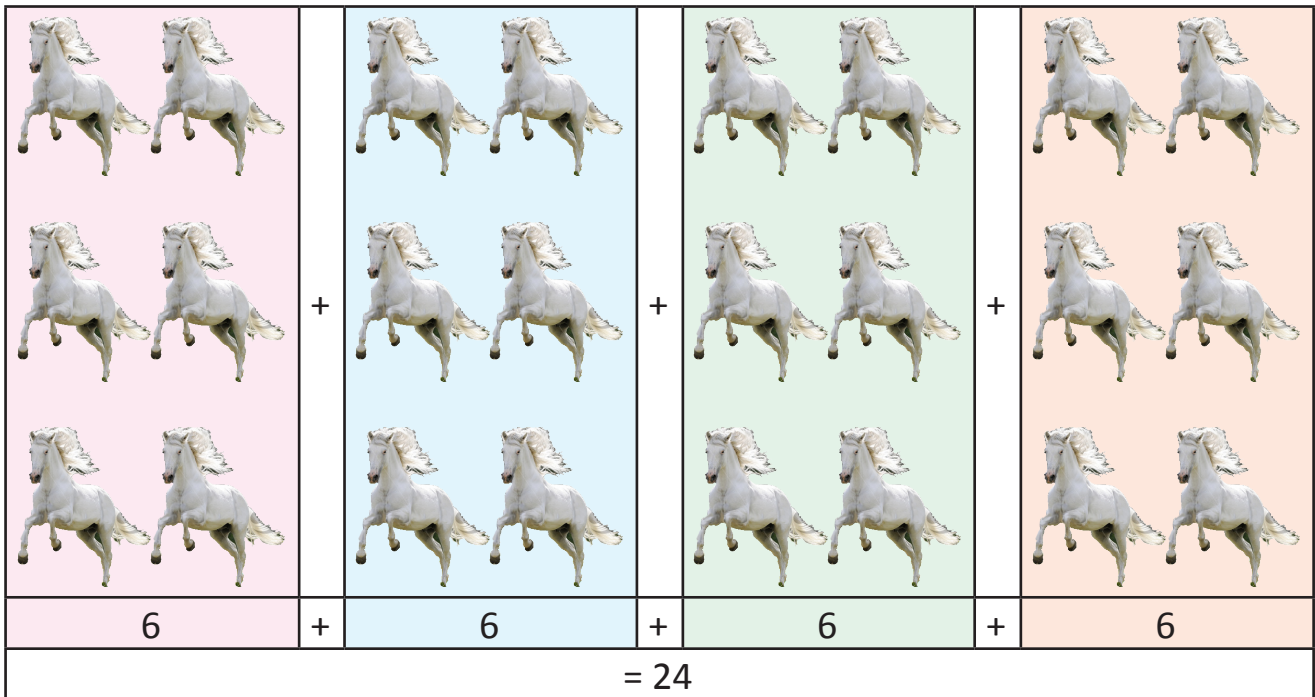 + + +
6 + 6 + 6 + 6
= 24